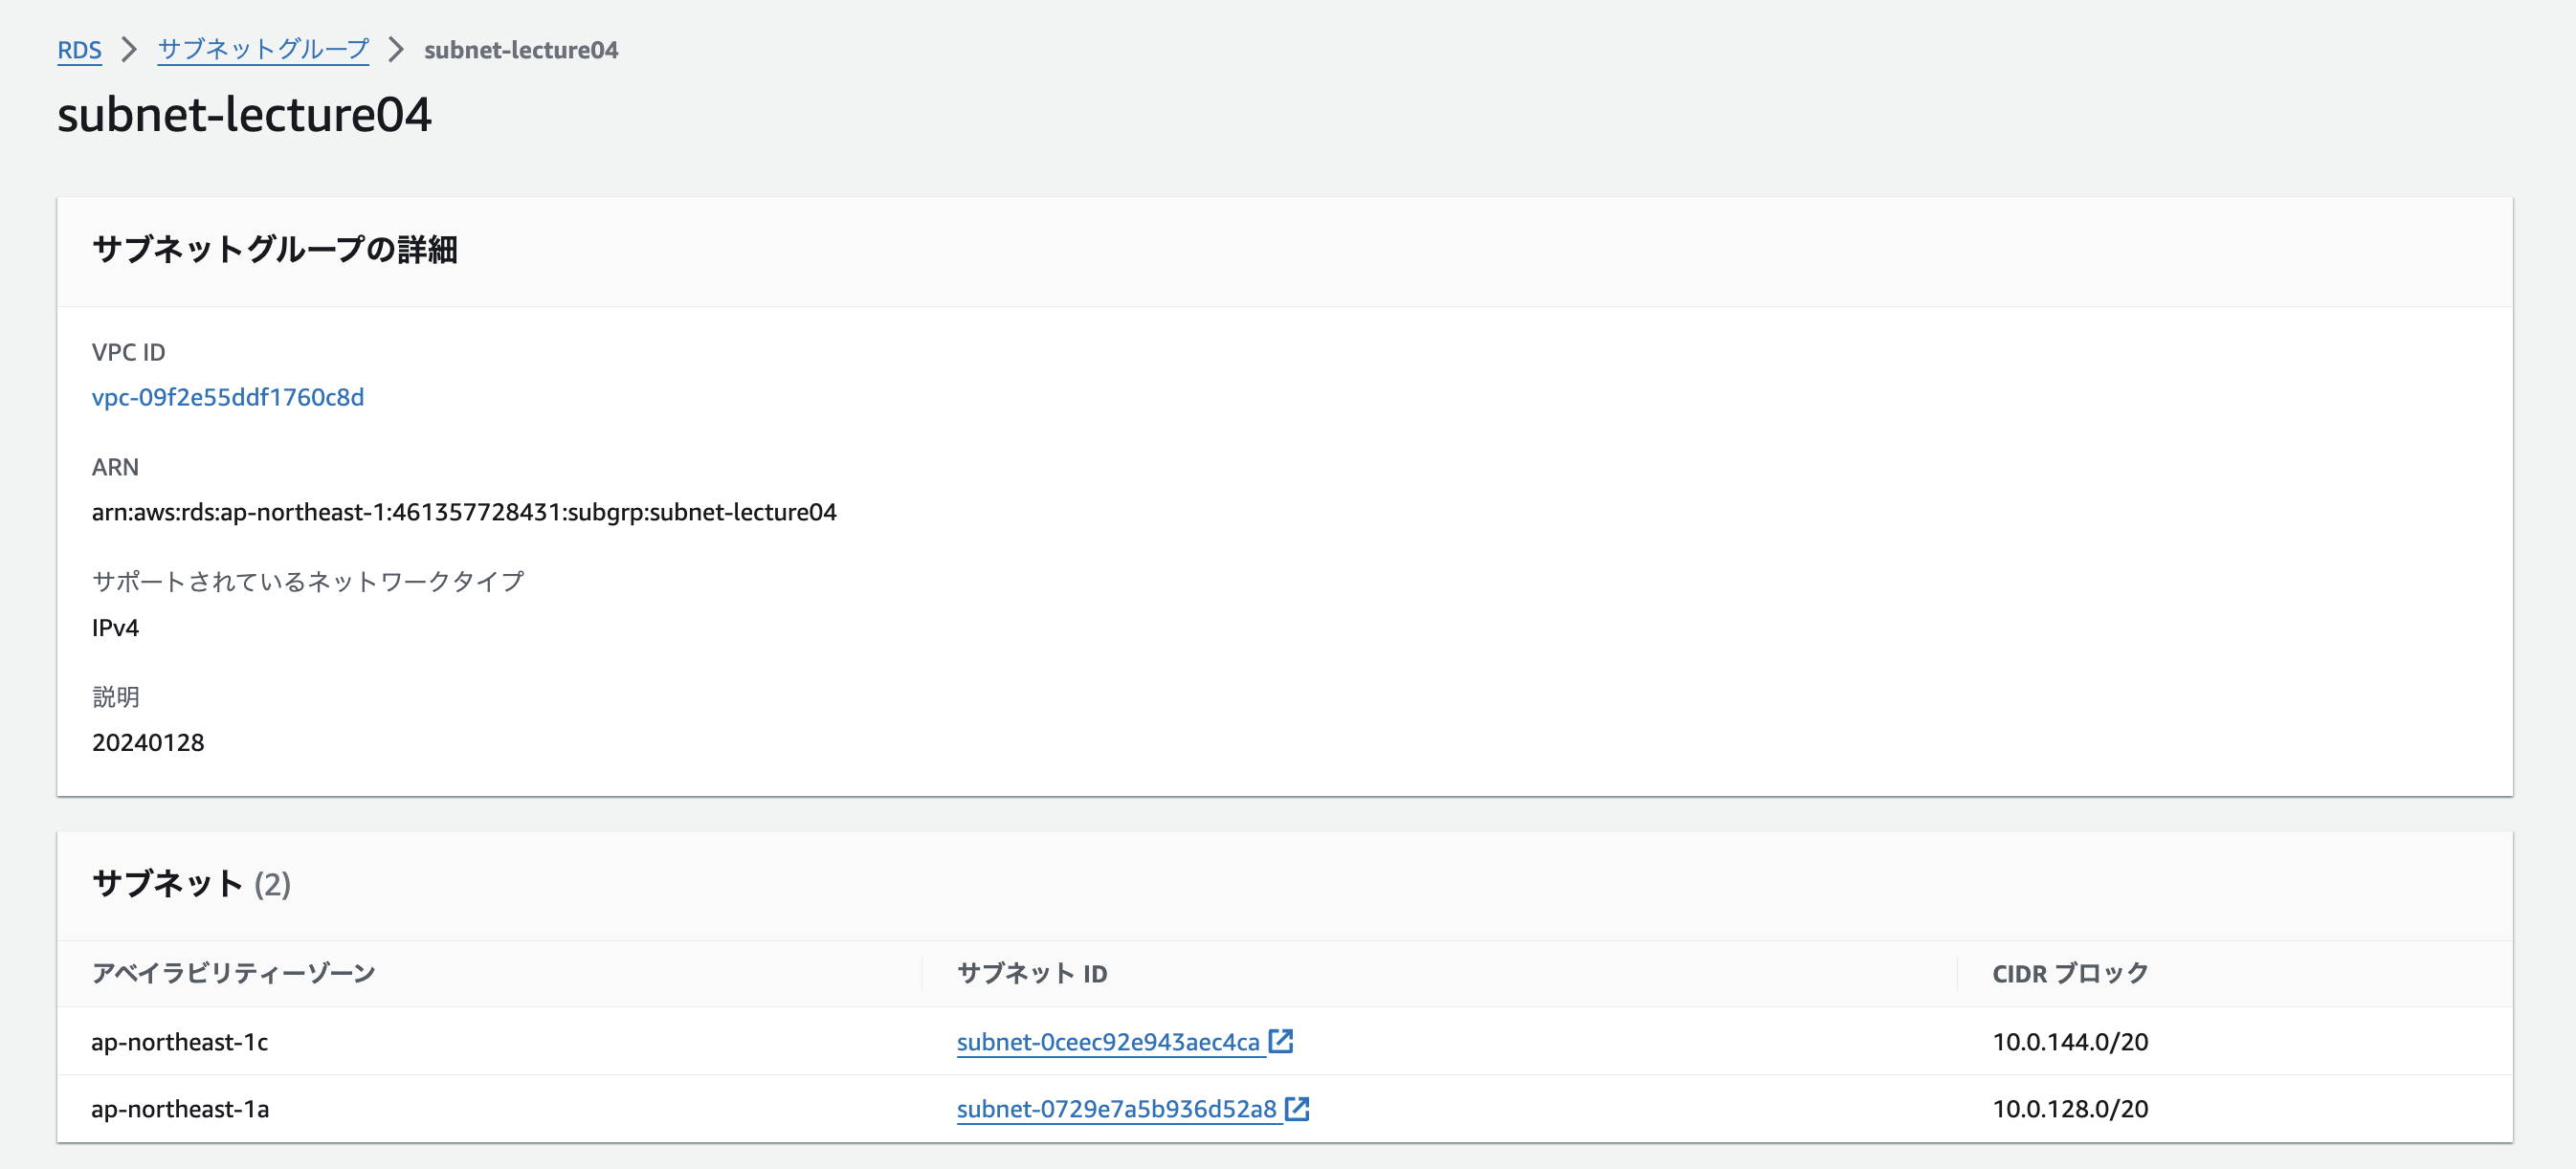 RDS > サブネットグループ > subnet-lecture04
subnet-lecture04
サブネットグループの詳細
VPC ID
vpc-09f2e55ddf1760c8d
ARN
arn:aws:rds:ap-northeast-1:461357728431:subgrp:subnet-lecture04
サポートされているネットワークタイプ
IPv4
説明
20240128
サブネット (2)
アベイラビリティーゾーン サブネット ID CIDR ブロック
ap-northeast-1c subnet-0ceec92e943aec4ca 10.0.144.0/20
ap-northeast-1a subnet-0729e7a5b936d52a8 10.0.128.0/20